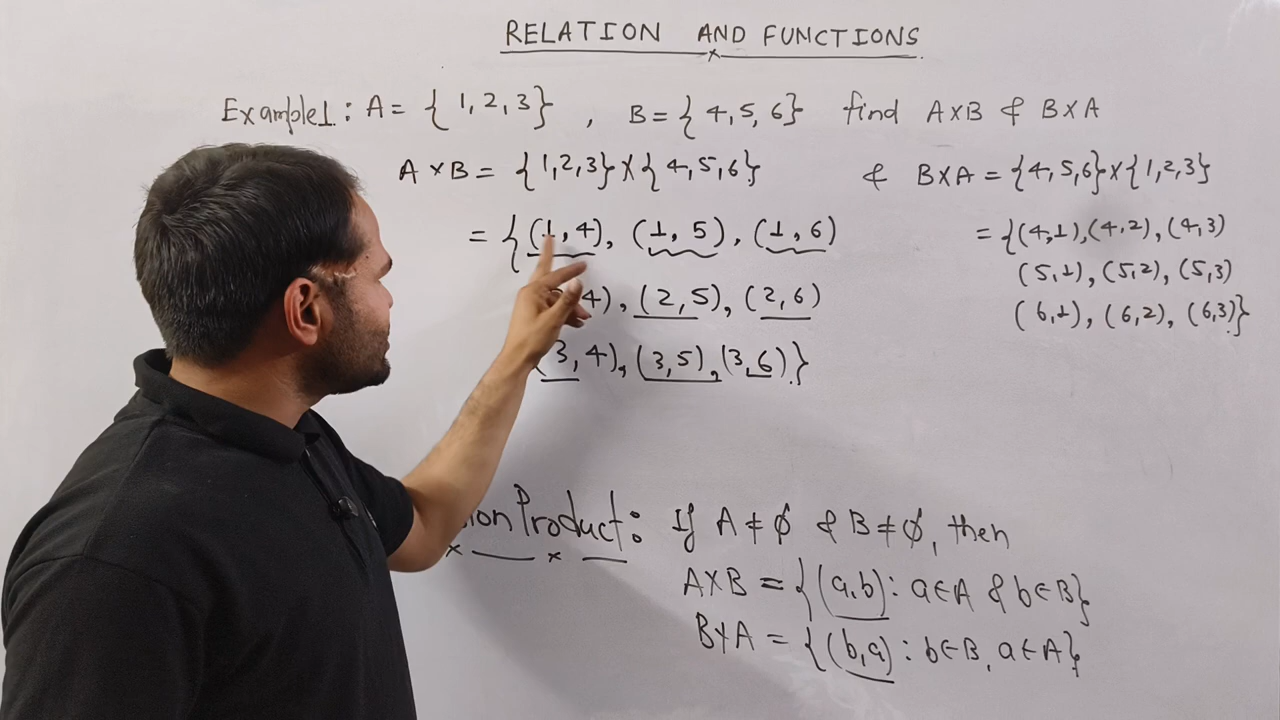 RELATION AND FUNCTIONS
Example1: A = { 1, 2, 3 } , B = { 4, 5, 6 } find A×B & B×A
A × B = {1,2,3} × { 4, 5, 6 } & B×A = {4,5,6}×{1,2,3}
= { (1, 4), (1, 5), (1, 6) = {(4,1),(4,2),(4,3)
4), (2,5), (2,6) (5,1), (5,2), (5,3)
(3,4), (3,5), (3,6) } (6,1), (6,2), (6,3)}
Product: If A ≠ ϕ & B ≠ ϕ, then
A×B = {(a,b): a∈A & b∈B}
B×A = {(b,a): b∈B, a∈A}